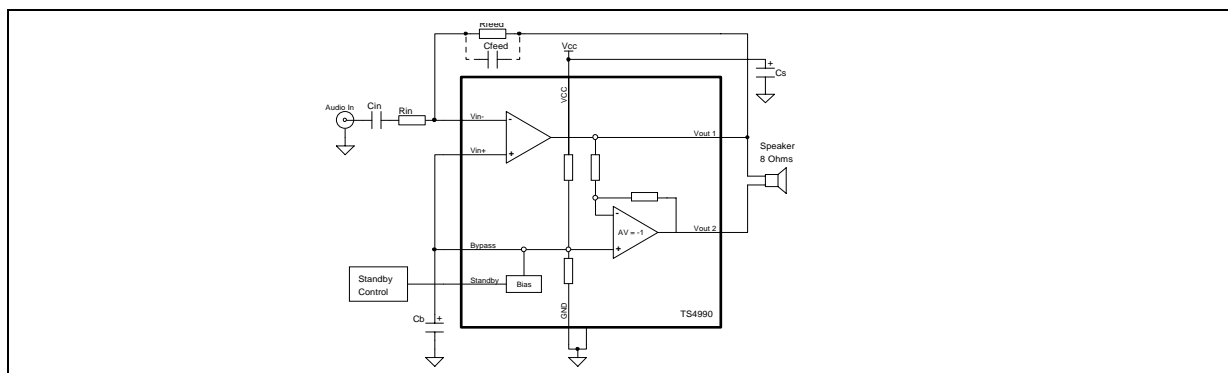 Rfeed
Cfeed
Vcc
Cs
Audio In
Cin
Rin
VCC
Vin-
-
Vout 1
Vin+
+
Speaker
8 Ohms
-
AV = -1
Vout 2
Bypass
+
Standby
Control
Standby
Bias
GND
TS4990
Cb
+
+